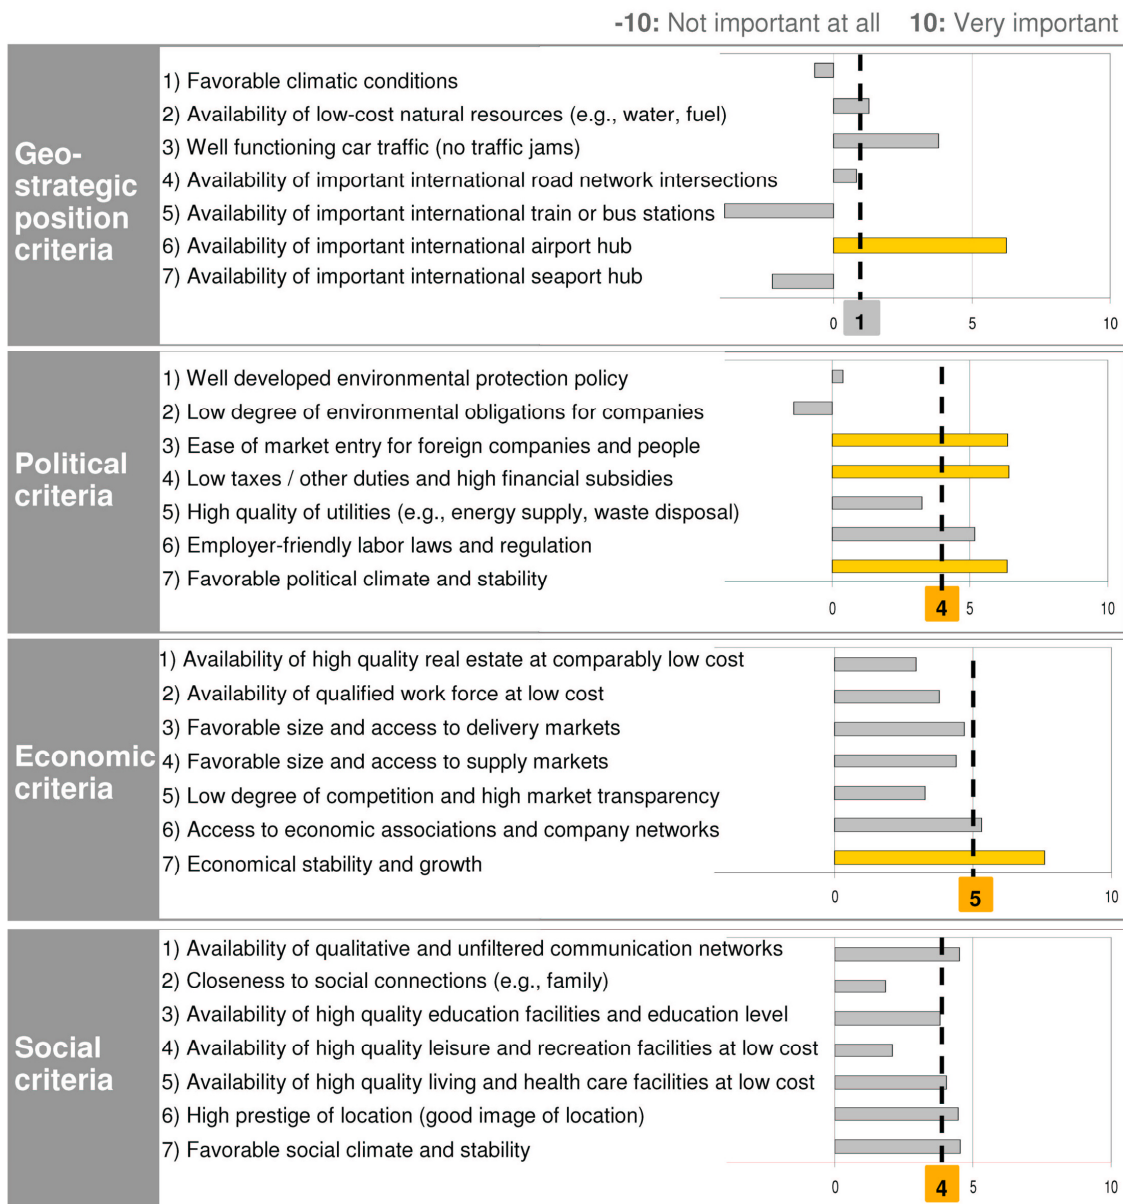 -10: Not important at all 10: Very important
Geo-
strategic
position
criteria
1) Favorable climatic conditions
2) Availability of low-cost natural resources (e.g., water, fuel)
3) Well functioning car traffic (no traffic jams)
4) Availability of important international road network intersections
5) Availability of important international train or bus stations
6) Availability of important international airport hub
7) Availability of important international seaport hub
0 1 5 10
Political
criteria
1) Well developed environmental protection policy
2) Low degree of environmental obligations for companies
3) Ease of market entry for foreign companies and people
4) Low taxes / other duties and high financial subsidies
5) High quality of utilities (e.g., energy supply, waste disposal)
6) Employer-friendly labor laws and regulation
7) Favorable political climate and stability
0 4 5 10
Economic
criteria
1) Availability of high quality real estate at comparably low cost
2) Availability of qualified work force at low cost
3) Favorable size and access to delivery markets
4) Favorable size and access to supply markets
5) Low degree of competition and high market transparency
6) Access to economic associations and company networks
7) Economical stability and growth
0 5 10
Social
criteria
1) Availability of qualitative and unfiltered communication networks
2) Closeness to social connections (e.g., family)
3) Availability of high quality education facilities and education level
4) Availability of high quality leisure and recreation facilities at low cost
5) Availability of high quality living and health care facilities at low cost
6) High prestige of location (good image of location)
7) Favorable social climate and stability
0 4 5 10